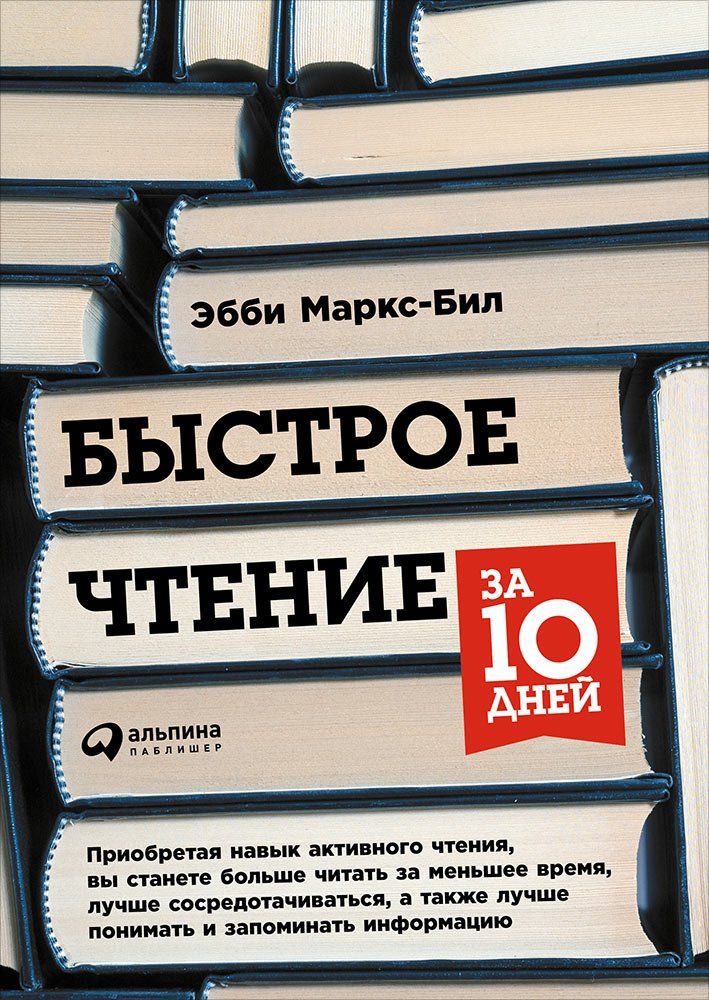 Эбби Маркс-Бил
БЫСТРОЕ
ЧТЕНИЕ
ЗА
10
ДНЕЙ
альпина
ПАБЛИШЕР
Приобретая навык активного чтения,
вы станете больше читать за меньшее время,
лучше сосредотачиваться, а также лучше
понимать и запоминать информацию